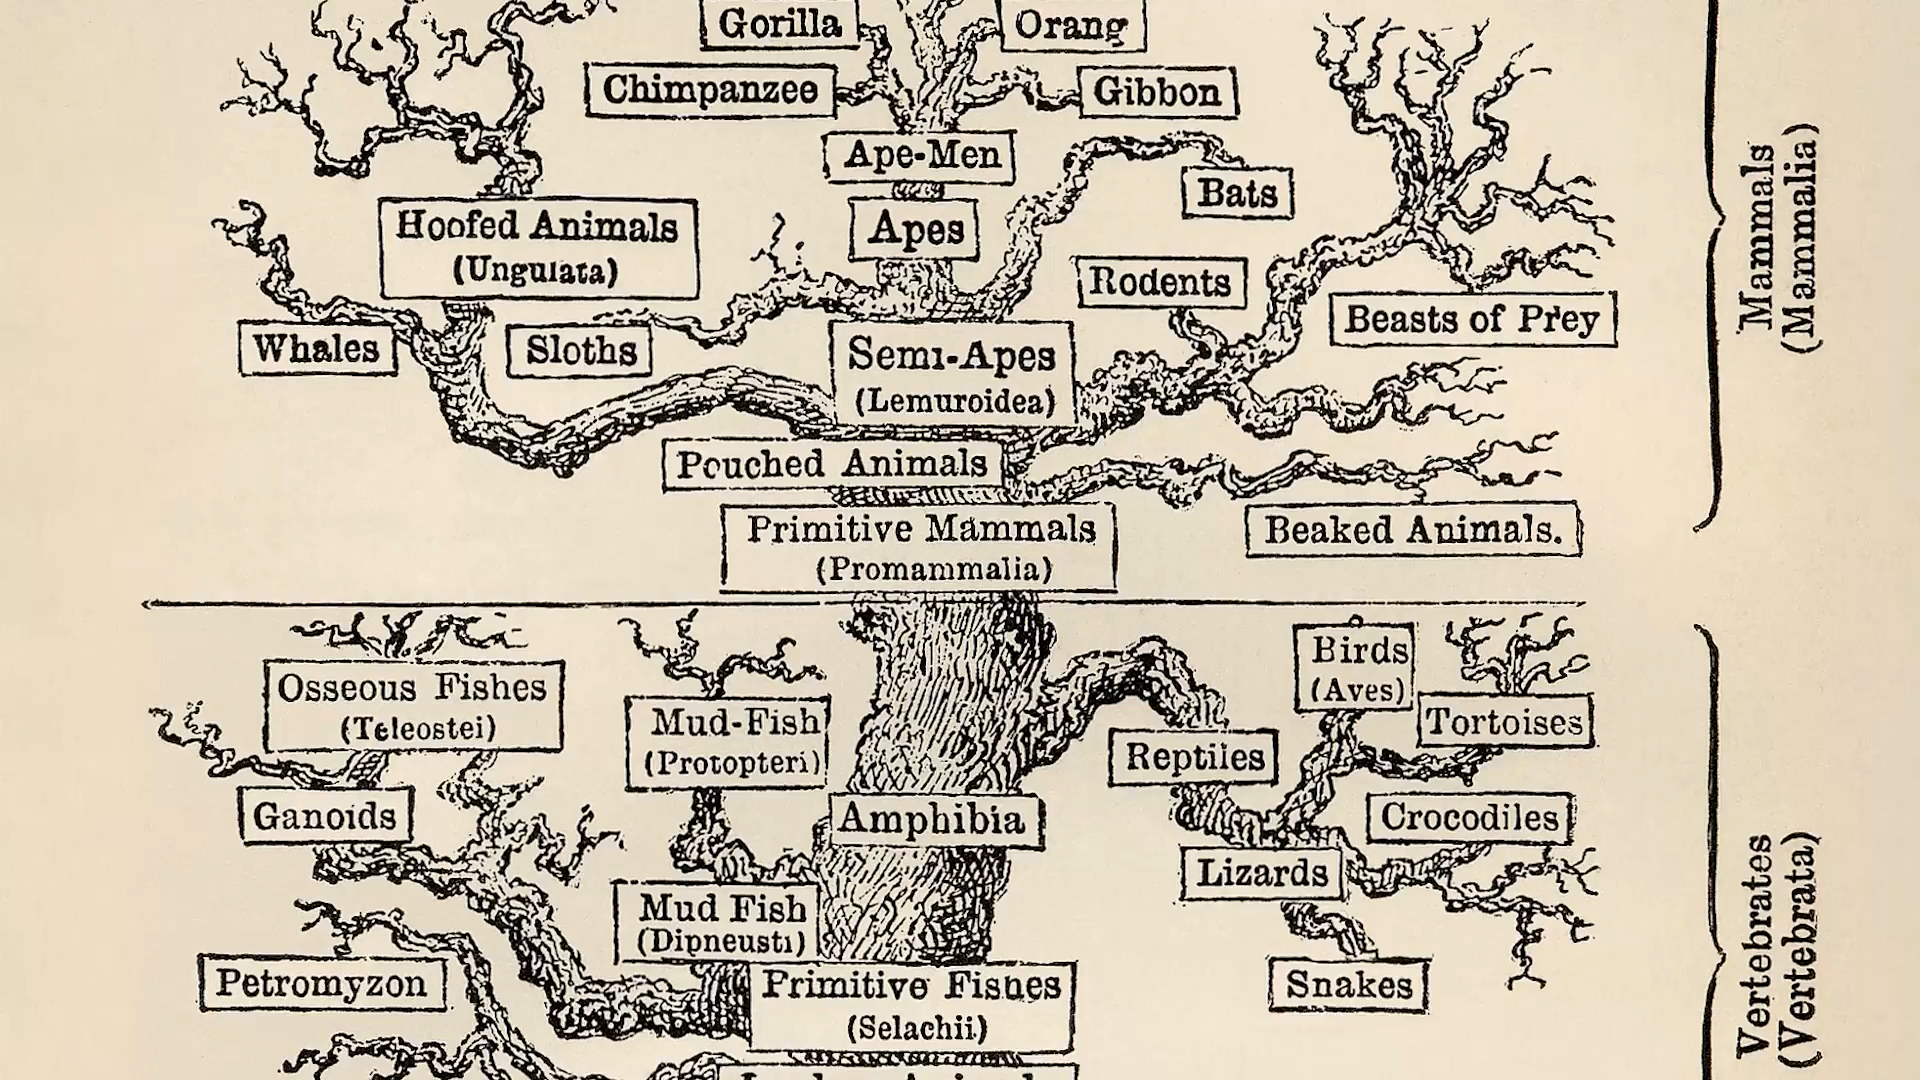 Gorilla
Orang
Chimpanzee
Gibbon
Ape-Men
Bats
Hoofed Animals
(Ungulata)
Apes
Rodents
Beasts of Prey
Whales
Sloths
Semi-Apes
(Lemuroidea)
Pouched Animals
Primitive Mammals
(Promammalia)
Beaked Animals.
Mammals
(Mammalia)
Osseous Fishes
(Teleostei)
Mud-Fish
(Protopteri)
Birds
(Aves)
Tortoises
Reptiles
Ganoids
Amphibia
Crocodiles
Lizards
Mud Fish
(Dipneusti)
Petromyzon
Primitive Fishes
(Selachii)
Snakes
Vertebrates
(Vertebrata)